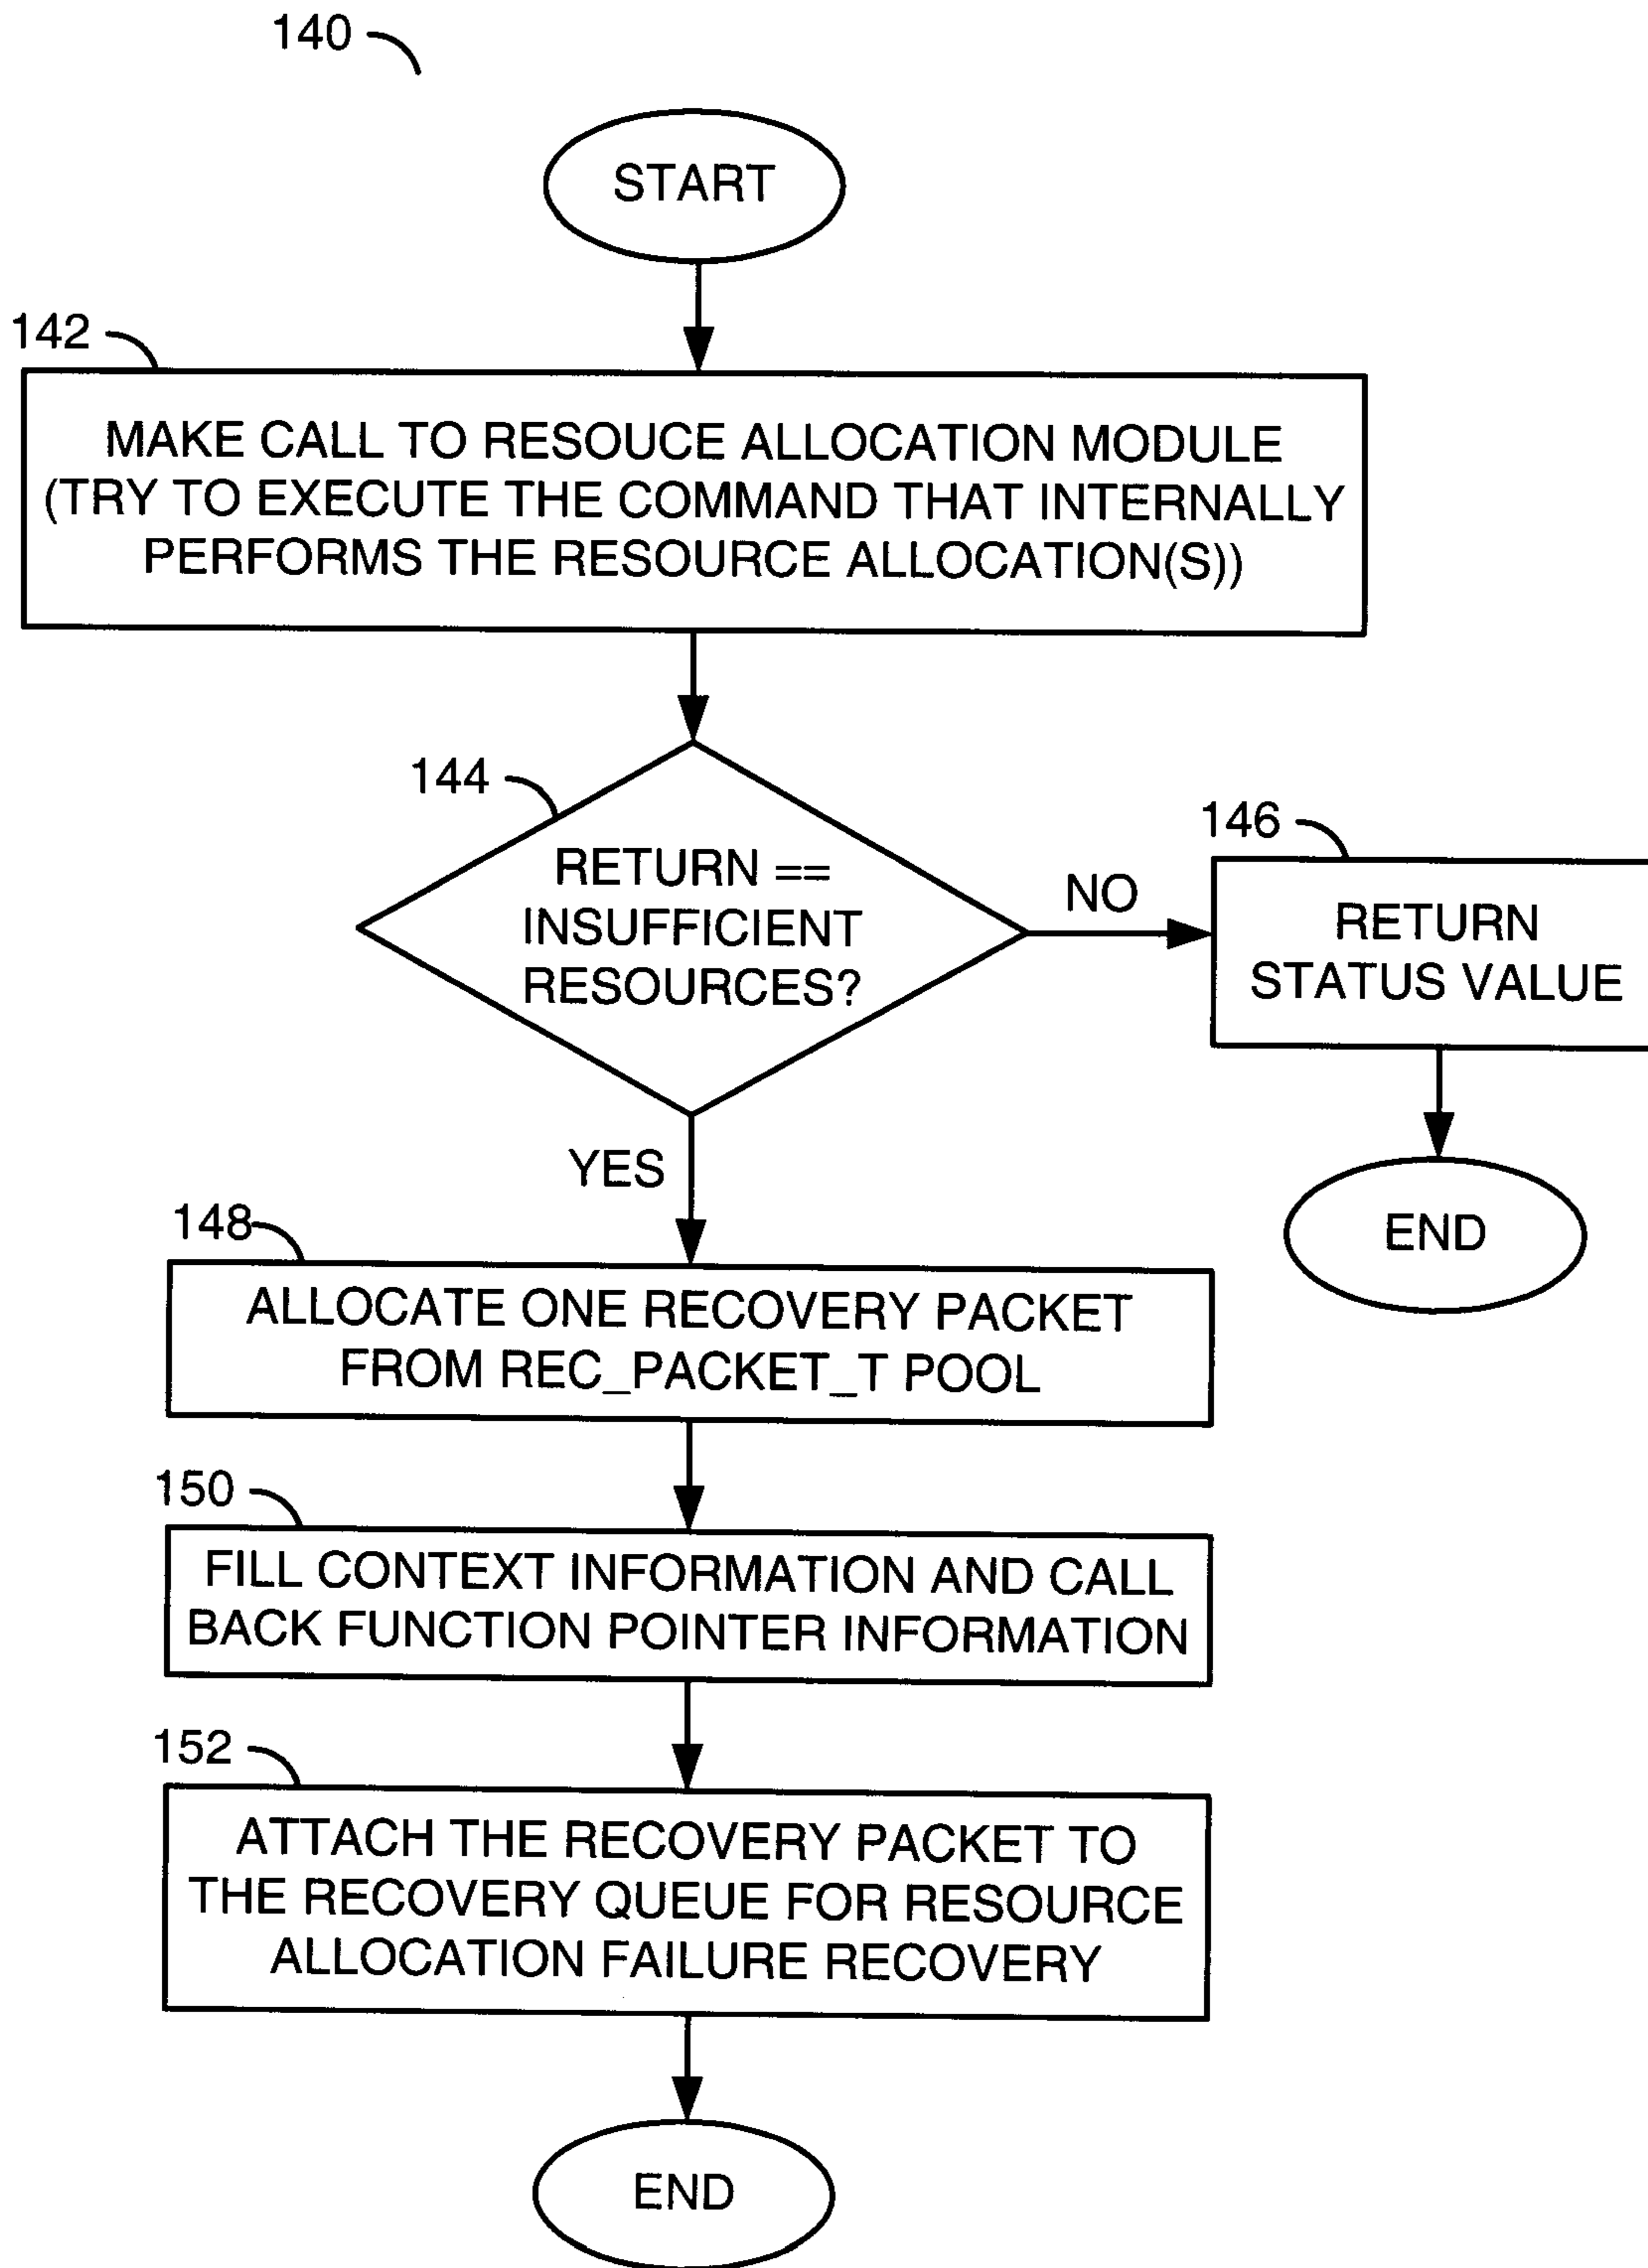 140
START
142
MAKE CALL TO RESOUCE ALLOCATION MODULE
(TRY TO EXECUTE THE COMMAND THAT INTERNALLY
PERFORMS THE RESOURCE ALLOCATION(S))
144
RETURN ==
INSUFFICIENT
RESOURCES?
NO
146
RETURN
STATUS VALUE
END
YES
148
ALLOCATE ONE RECOVERY PACKET
FROM REC_PACKET_T POOL
150
FILL CONTEXT INFORMATION AND CALL
BACK FUNCTION POINTER INFORMATION
152
ATTACH THE RECOVERY PACKET TO
THE RECOVERY QUEUE FOR RESOURCE
ALLOCATION FAILURE RECOVERY
END